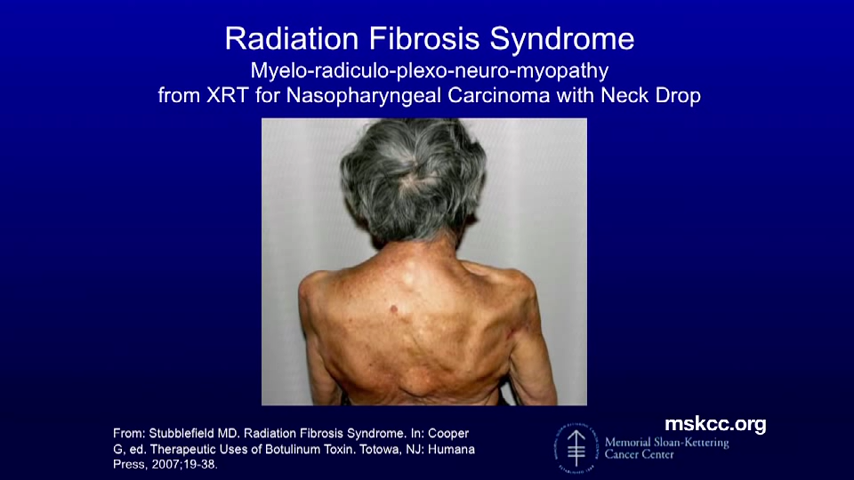 Radiation Fibrosis Syndrome
Myelo-radiculo-plexo-neuro-myopathy
from XRT for Nasopharyngeal Carcinoma with Neck Drop
From: Stubblefield MD. Radiation Fibrosis Syndrome. In: Cooper
G, ed. Therapeutic Uses of Botulinum Toxin. Totowa, NJ: Humana
Press, 2007;19-38.
mskcc.org
Memorial Sloan-Kettering
Cancer Center